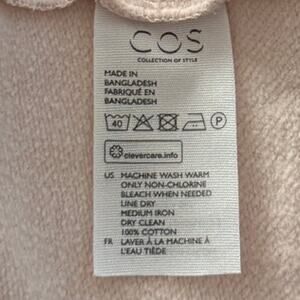 COS
COLLECTION OF STYLE
MADE IN
BANGLADESH
FABRIQUÉ EN
BANGLADESH
40 P
clevercare.info
US MACHINE WASH WARM
ONLY NON-CHLORINE
BLEACH WHEN NEEDED
LINE DRY
MEDIUM IRON
DRY CLEAN
100% COTTON
FR LAVER À LA MACHINE À
L'EAU TIÈDE